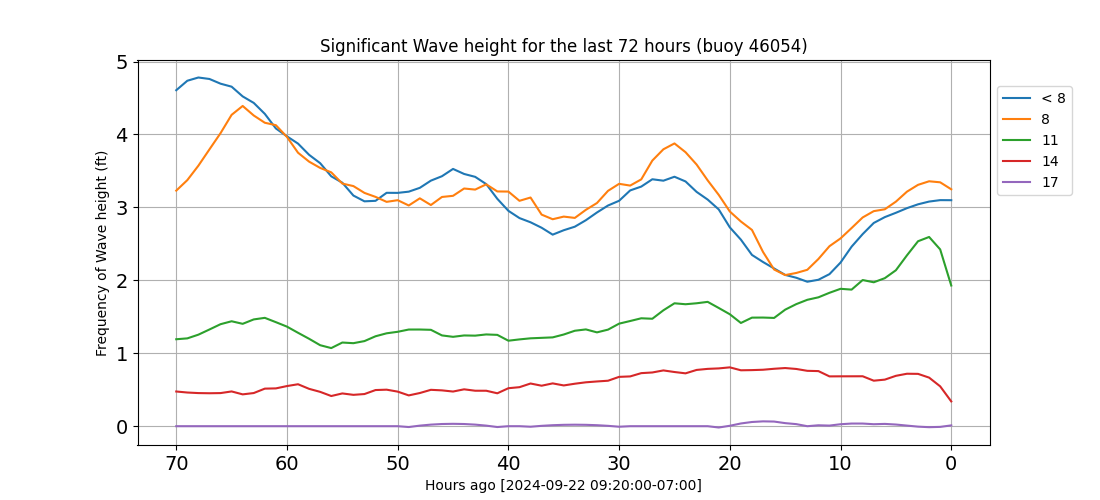 Significant Wave height for the last 72 hours (buoy 46054)
Frequency of Wave height (ft)
5
4
3
2
1
0
70 60 50 40 30 20 10 0
Hours ago [2024-09-22 09:20:00-07:00]
< 8
8
11
14
17